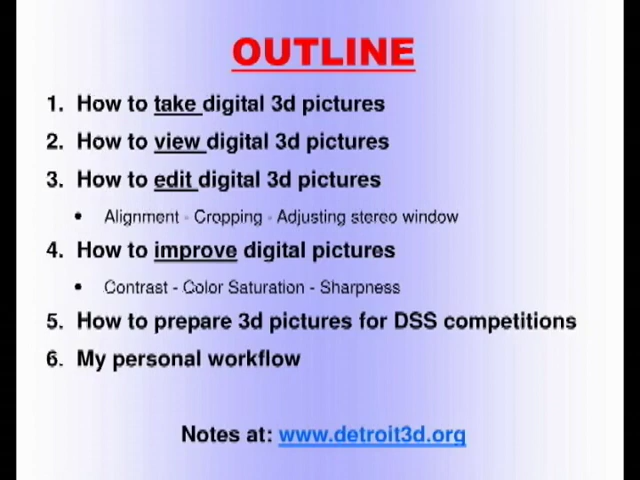 OUTLINE
1. How to take digital 3d pictures
2. How to view digital 3d pictures
3. How to edit digital 3d pictures
• Alignment - Cropping - Adjusting stereo window
4. How to improve digital pictures
• Contrast - Color Saturation - Sharpness
5. How to prepare 3d pictures for DSS competitions
6. My personal workflow
Notes at: www.detroit3d.org